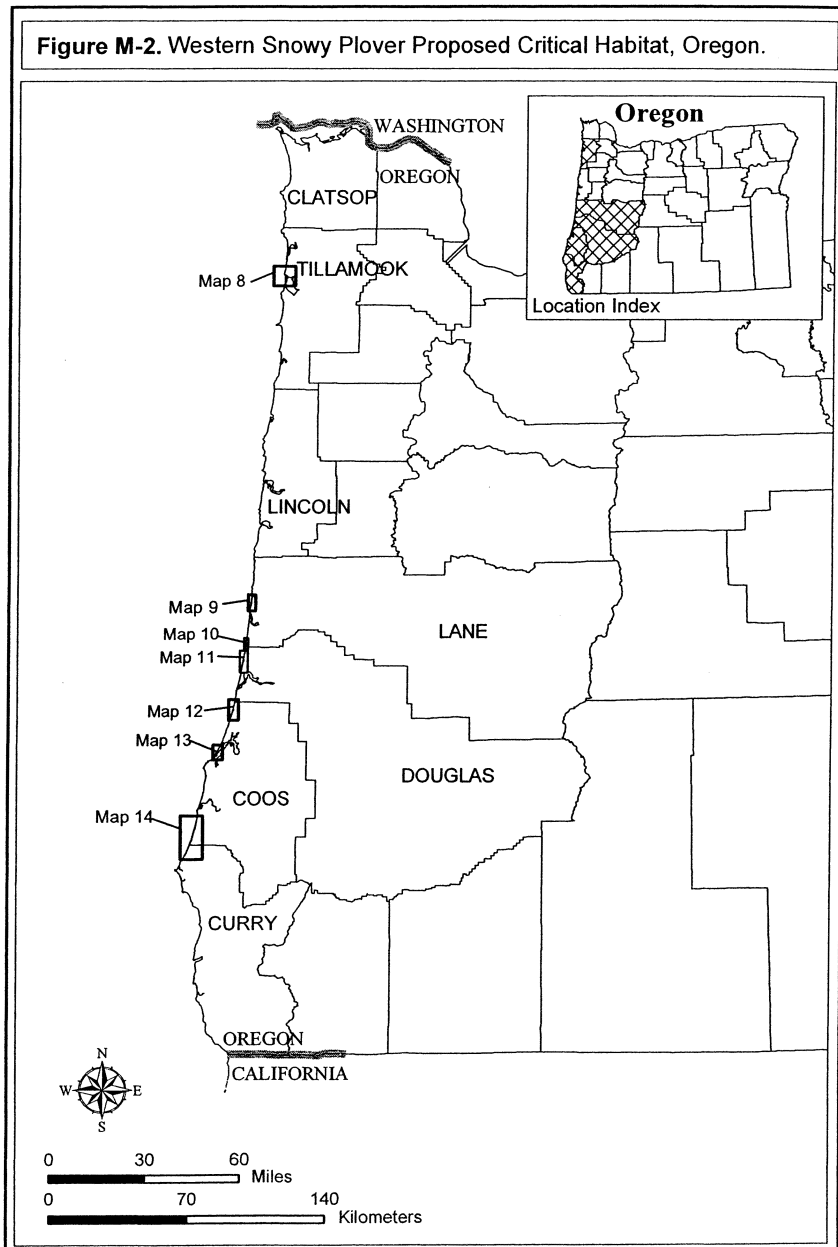 Figure M-2. Western Snowy Plover Proposed Critical Habitat, Oregon.
Oregon
Location Index
WASHINGTON
OREGON
CLATSOP
TILLAMOOK
Map 8
LINCOLN
Map 9
Map 10
Map 11
LANE
Map 12
Map 13
DOUGLAS
COOS
Map 14
CURRY
OREGON
CALIFORNIA
N
W E
S
0 30 60
Miles
0 70 140
Kilometers